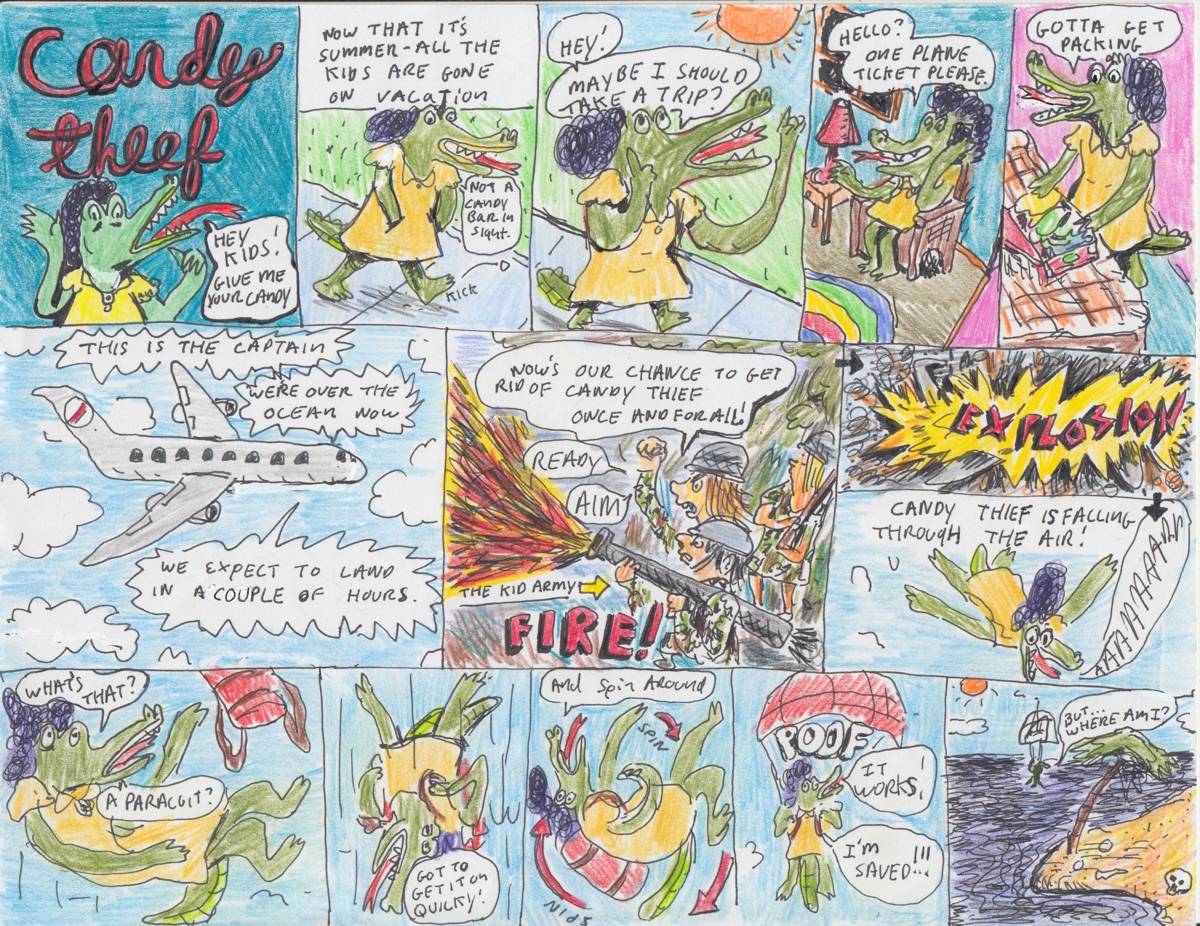 Candy
theef
HEY
KIDS!
GIVE ME
YOUR CANDY
NOW THAT IT'S
SUMMER - ALL THE
KIDS ARE GONE
ON VACATION
NOT A
CANDY
BAR IN
SIGHT.
KICK
HEY!
MAYBE I SHOULD
TAKE A TRIP?
HELLO?
ONE PLANE
TICKET PLEASE.
GOTTA GET
PACKING
THIS IS THE CAPTAIN
WERE OVER THE
OCEAN NOW
WE EXPECT TO LAND
IN A COUPLE OF HOURS.
NOW'S OUR CHANCE TO GET
RID OF CANDY THIEF
ONCE AND FOR ALL!
READY
AIM
THE KID ARMY
FIRE!
EXPLOSION
CANDY THIEF IS FALLING
THROUGH THE AIR!
AAAAAAAAAA
WHAT'S
THAT?
A PARACUIT?
GOT TO
GET IT ON
QUICKY!
And Spin Around
SPIN
SPIN
POOF
IT
WORKS!
I'M
SAVED...!!!
BUT...
WHERE AM I?